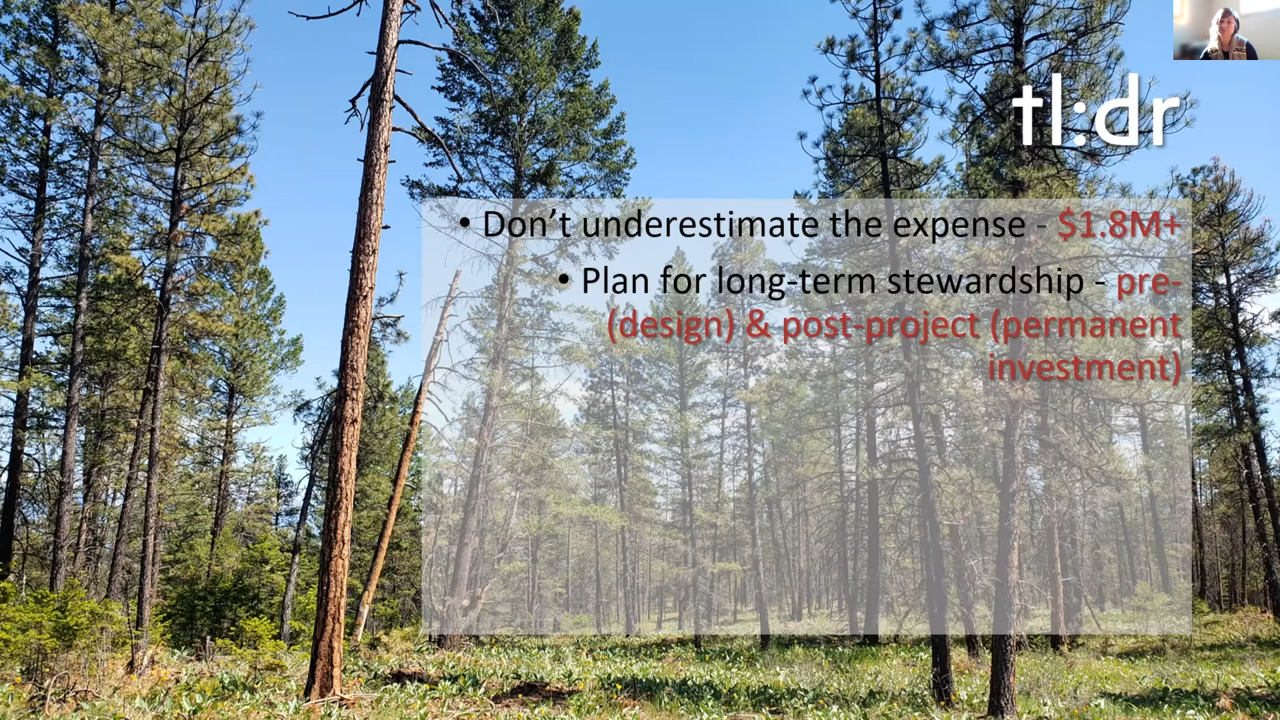 tl:dr
• Don’t underestimate the expense - $1.8M+
• Plan for long-term stewardship - pre-
(design) & post-project (permanent
investment)